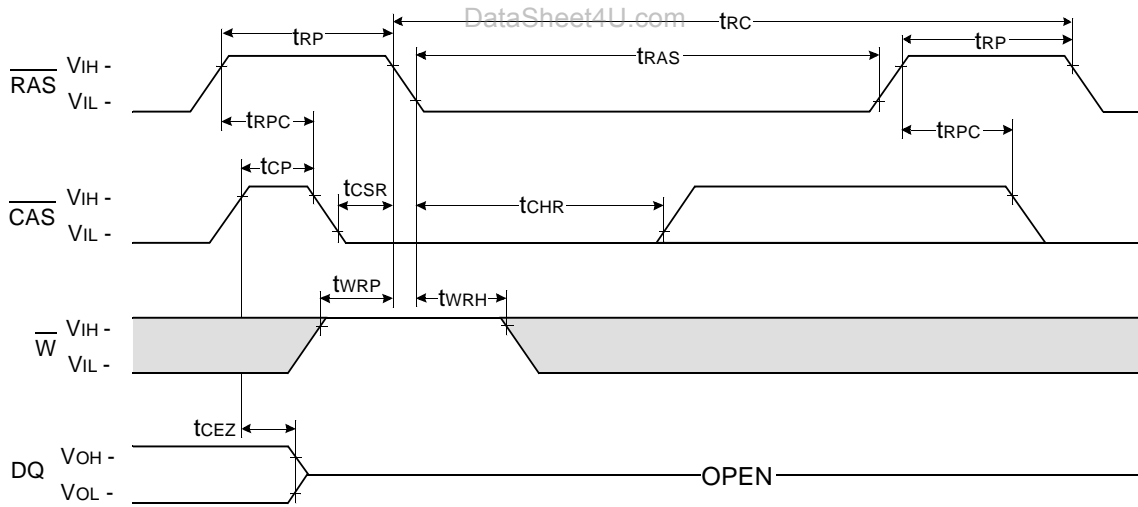 DataSheet4U.com
tRP
tRC
tRAS
tRP
RAS
VIH -
VIL -
tRPC
tRPC
tCP
tCSR
tCHR
CAS
VIH -
VIL -
tWRP
tWRH
W
VIH -
VIL -
tCEZ
DQ
VOH -
VOL -
OPEN